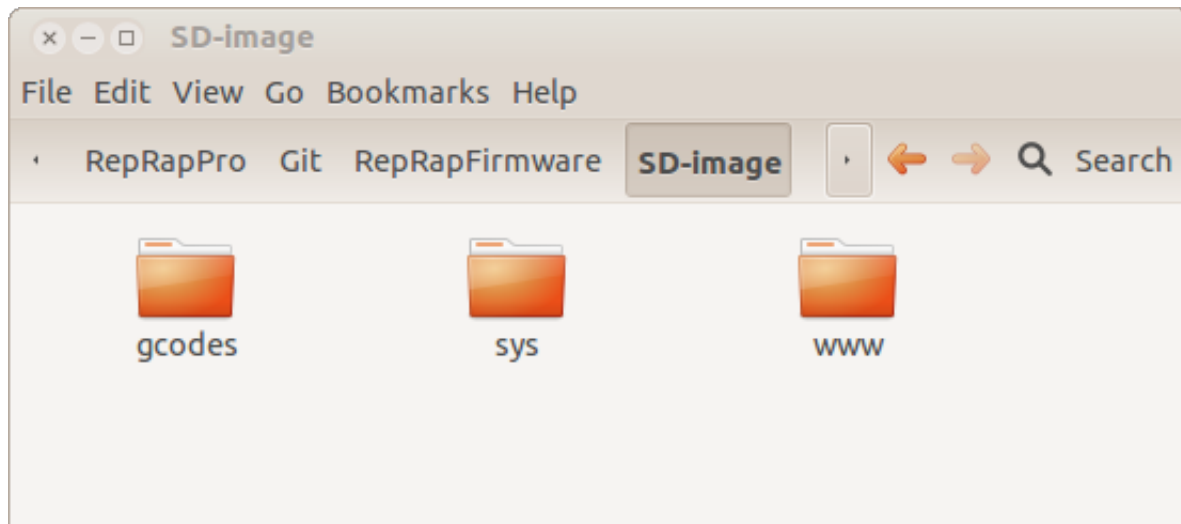 SD-image
File Edit View Go Bookmarks Help
RepRapPro Git RepRapFirmware SD-image Search
gcodes sys www